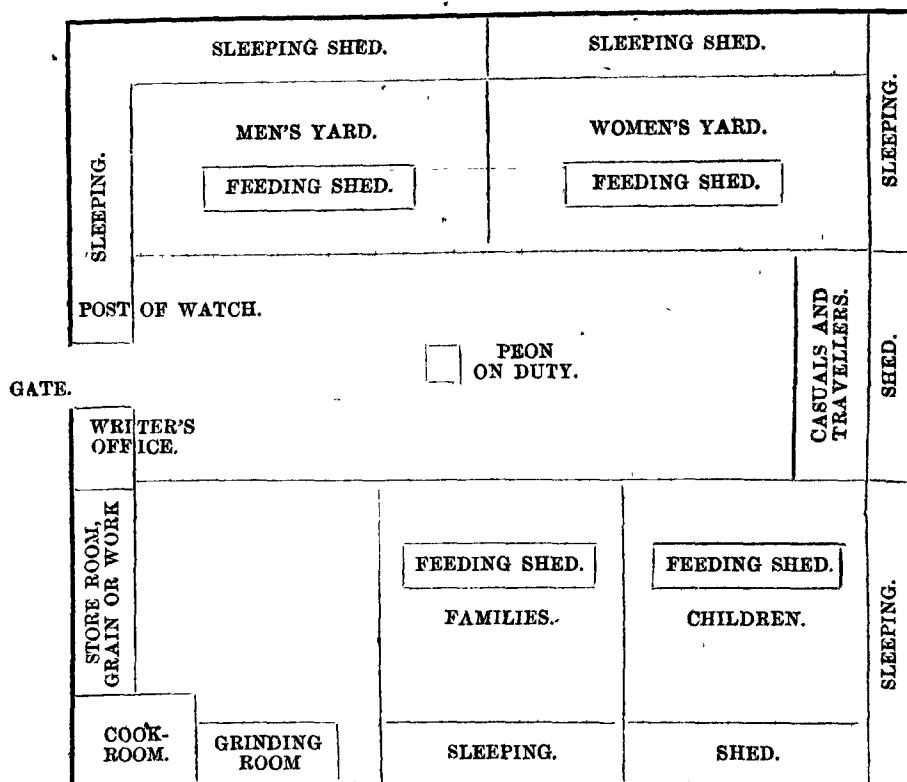 SLEEPING SHED.
SLEEPING SHED.
SLEEPING.
SLEEPING.
MEN'S YARD.
WOMEN'S YARD.
FEEDING SHED.
FEEDING SHED.
POST OF WATCH.
PEON
ON DUTY.
CASUALS AND
TRAVELLERS.
SHED.
GATE.
WRITER'S
OFFICE.
STORE ROOM,
GRAIN OR WORK
FEEDING SHED.
FEEDING SHED.
FAMILIES.
CHILDREN.
SLEEPING.
COOK-
ROOM.
GRINDING
ROOM
SLEEPING.
SHED.